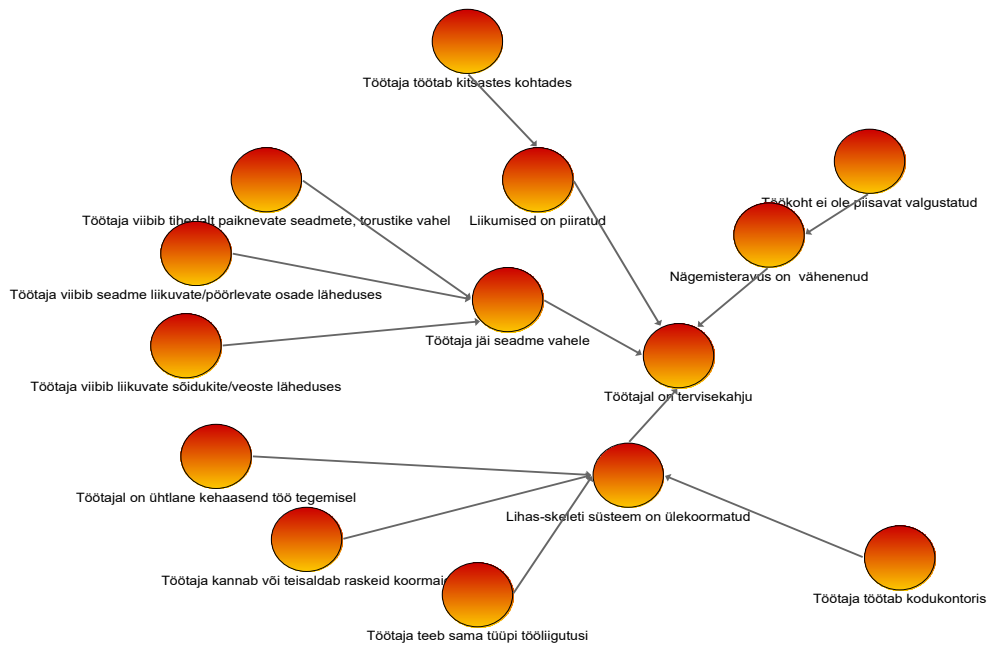 Töötaja töötab kitsastes kohtades
Töötaja viibib tihedalt paiknevate seadmete, torustike vahel
Liikumised on piiratud
Töökoht ei ole piisavat valgustatud
Nägemisteravus on vähenenud
Töötaja viibib seadme liikuvate/pöörlevate osade läheduses
Töötaja jäi seadme vahele
Töötaja viibib liikuvate sõidukite/veoste läheduses
Töötajal on tervisekahju
Töötajal on ühtlane kehaasend töö tegemisel
Lihas-skeleti süsteem on ülekoormatud
Töötaja kannab või teisaldab raskeid koormaid
Töötaja töötab kodukontoris
Töötaja teeb sama tüüpi tööliigutusi